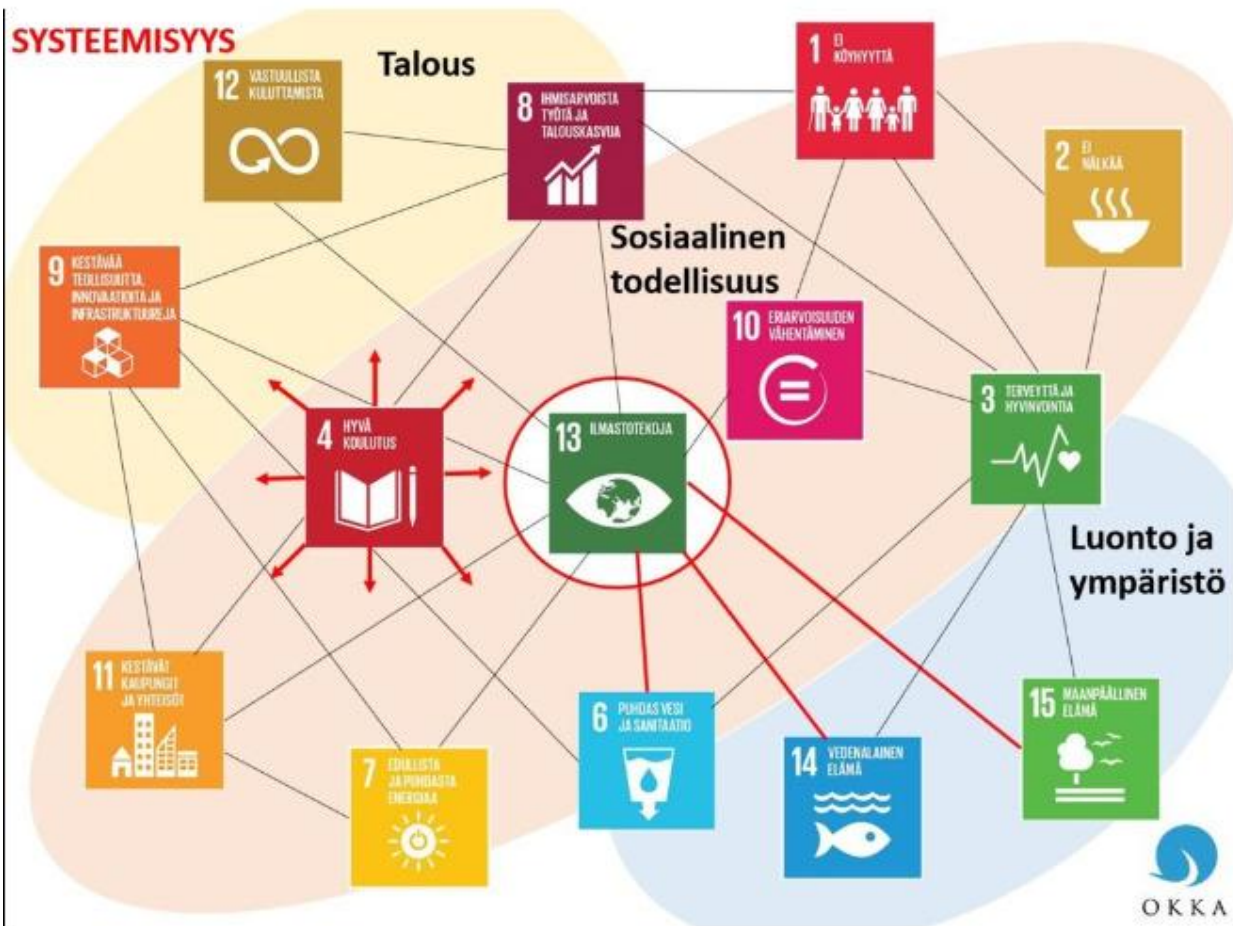 SYSTEEMISYYS
Talous
12 VASTUULLISTA
KULUTTAMISTA
8 IHMISARVOISTA
TYÖTÄ JA
TALOUSKASVUA
1 EI
KÖYHYYTTÄ
2 EI
NÄLKÄÄ
Sosiaalinen
todellisuus
9 KESTÄVÄÄ
TEOLLISUUTTA,
INNOVAATIOITA JA
INFRASTRUKTUUREJA
10 ERIARVOISUUDEN
VÄHENTÄMINEN
3 TERVEYTTÄ JA
HYVINVOINTIA
4 HYVÄ
KOULUTUS
13 ILMASTOTEKOJA
Luonto ja
ympäristö
11 KESTÄVÄT
KAUPUNGIT
JA YHTEISÖT
6 PUHDAS VESI
JA SANITAATIO
15 MAANPÄÄLLINEN
ELÄMÄ
7 EDULLISTA
JA PUHDASTA
ENERGIAA
14 VEDENALAINEN
ELÄMÄ
OKKA